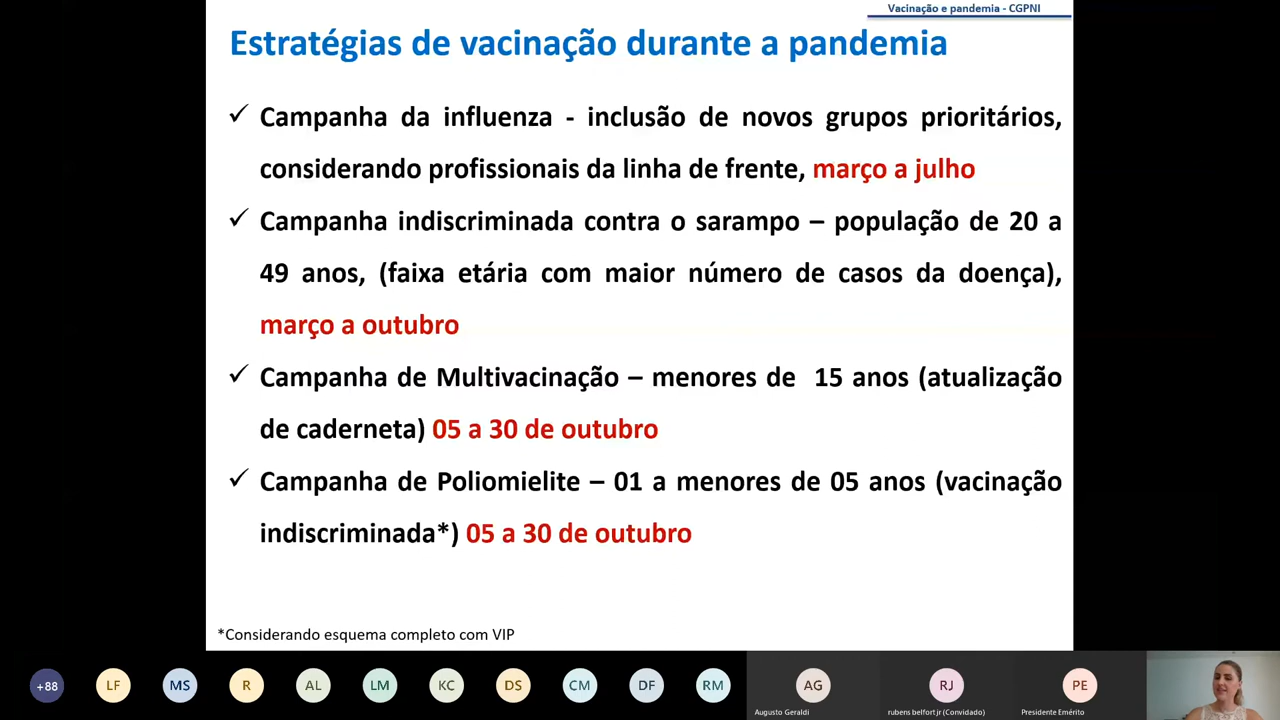 Vacinação e pandemia - CGPNI
Estratégias de vacinação durante a pandemia
✓ Campanha da influenza - inclusão de novos grupos prioritários,
considerando profissionais da linha de frente, março a julho
✓ Campanha indiscriminada contra o sarampo – população de 20 a
49 anos, (faixa etária com maior número de casos da doença),
março a outubro
✓ Campanha de Multivacinação – menores de 15 anos (atualização
de caderneta) 05 a 30 de outubro
✓ Campanha de Poliomielite – 01 a menores de 05 anos (vacinação
indiscriminada*) 05 a 30 de outubro
*Considerando esquema completo com VIP
+88 LF MS R AL LM KC DS CM DF RM AG RJ PE
Augusto Geraldi rubens belfort jr (Convidado) Presidente Emérito